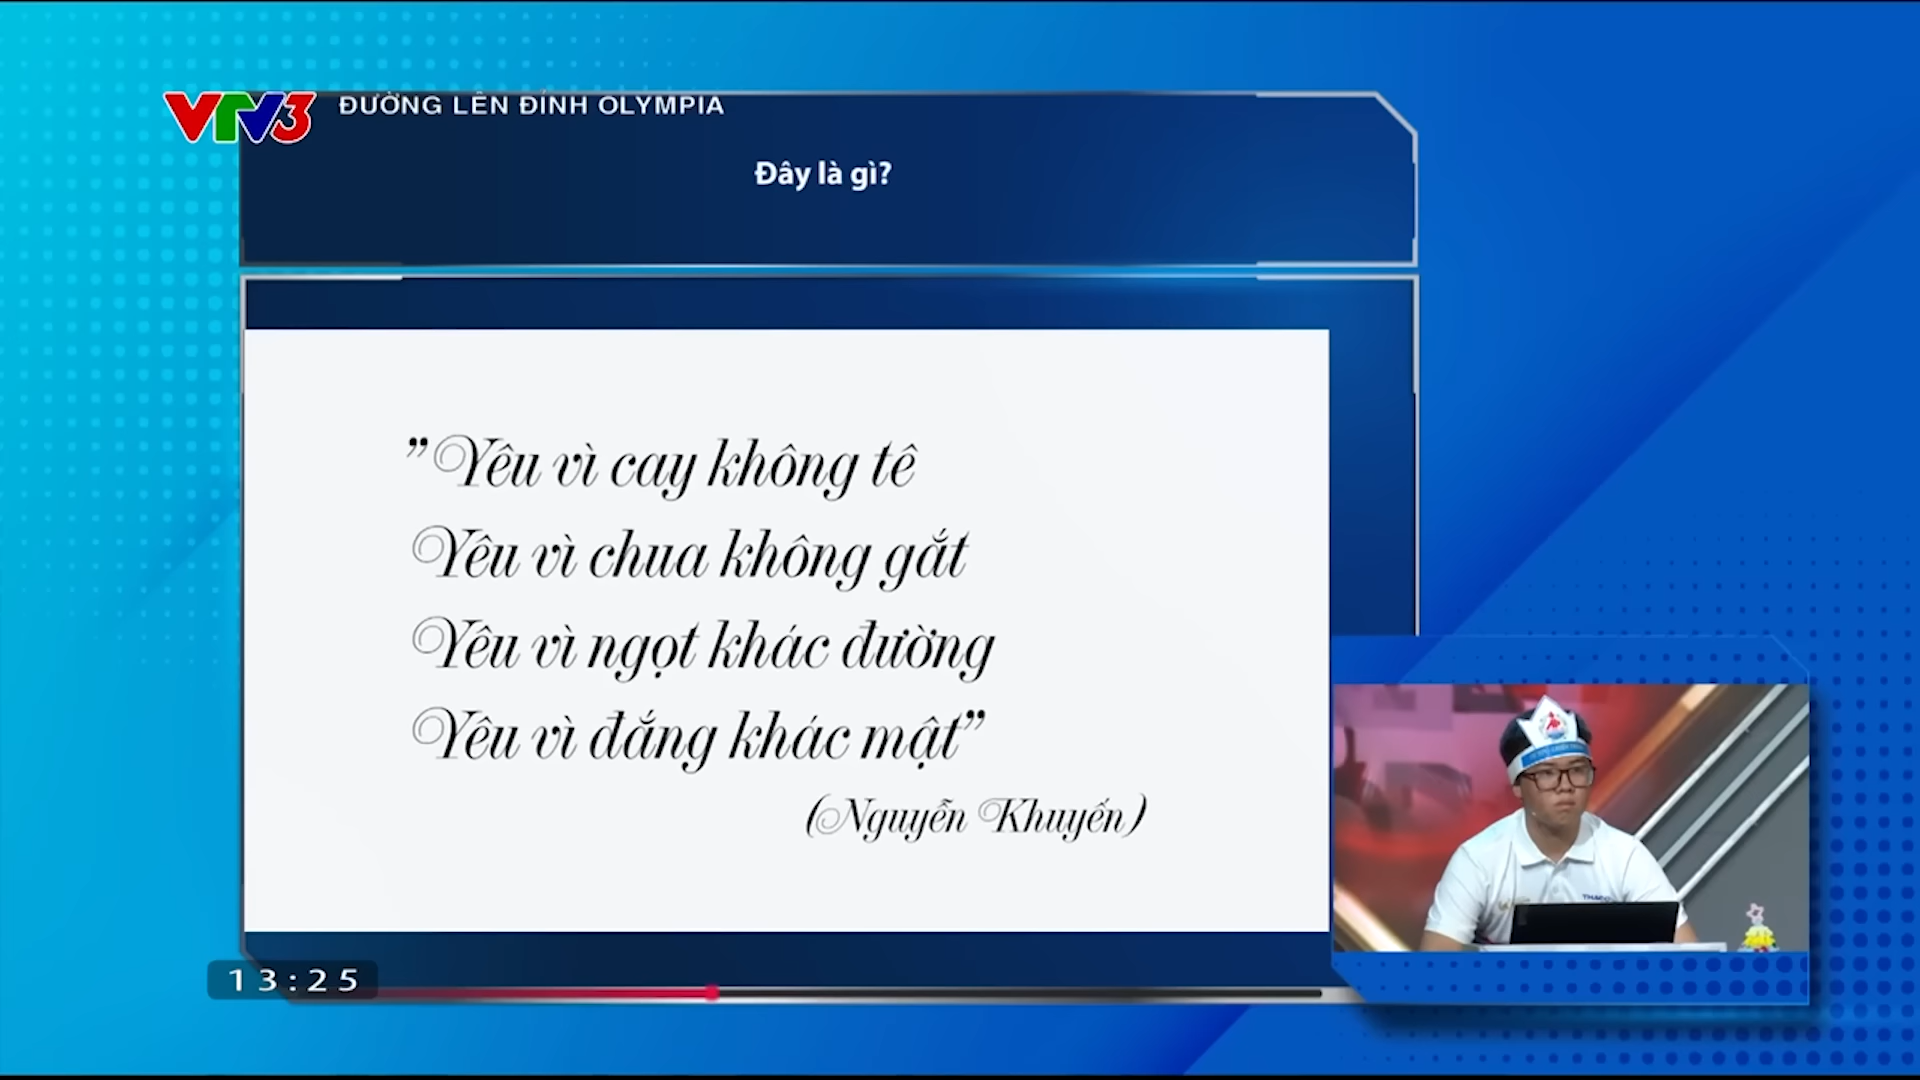 VTV3 ĐƯỜNG LÊN ĐỈNH OLYMPIA
Đây là gì?
”Yêu vì cay không tê
Yêu vì chua không gắt
Yêu vì ngọt khác đường
Yêu vì đắng khác mật”
(Nguyễn Khuyến)
13:25